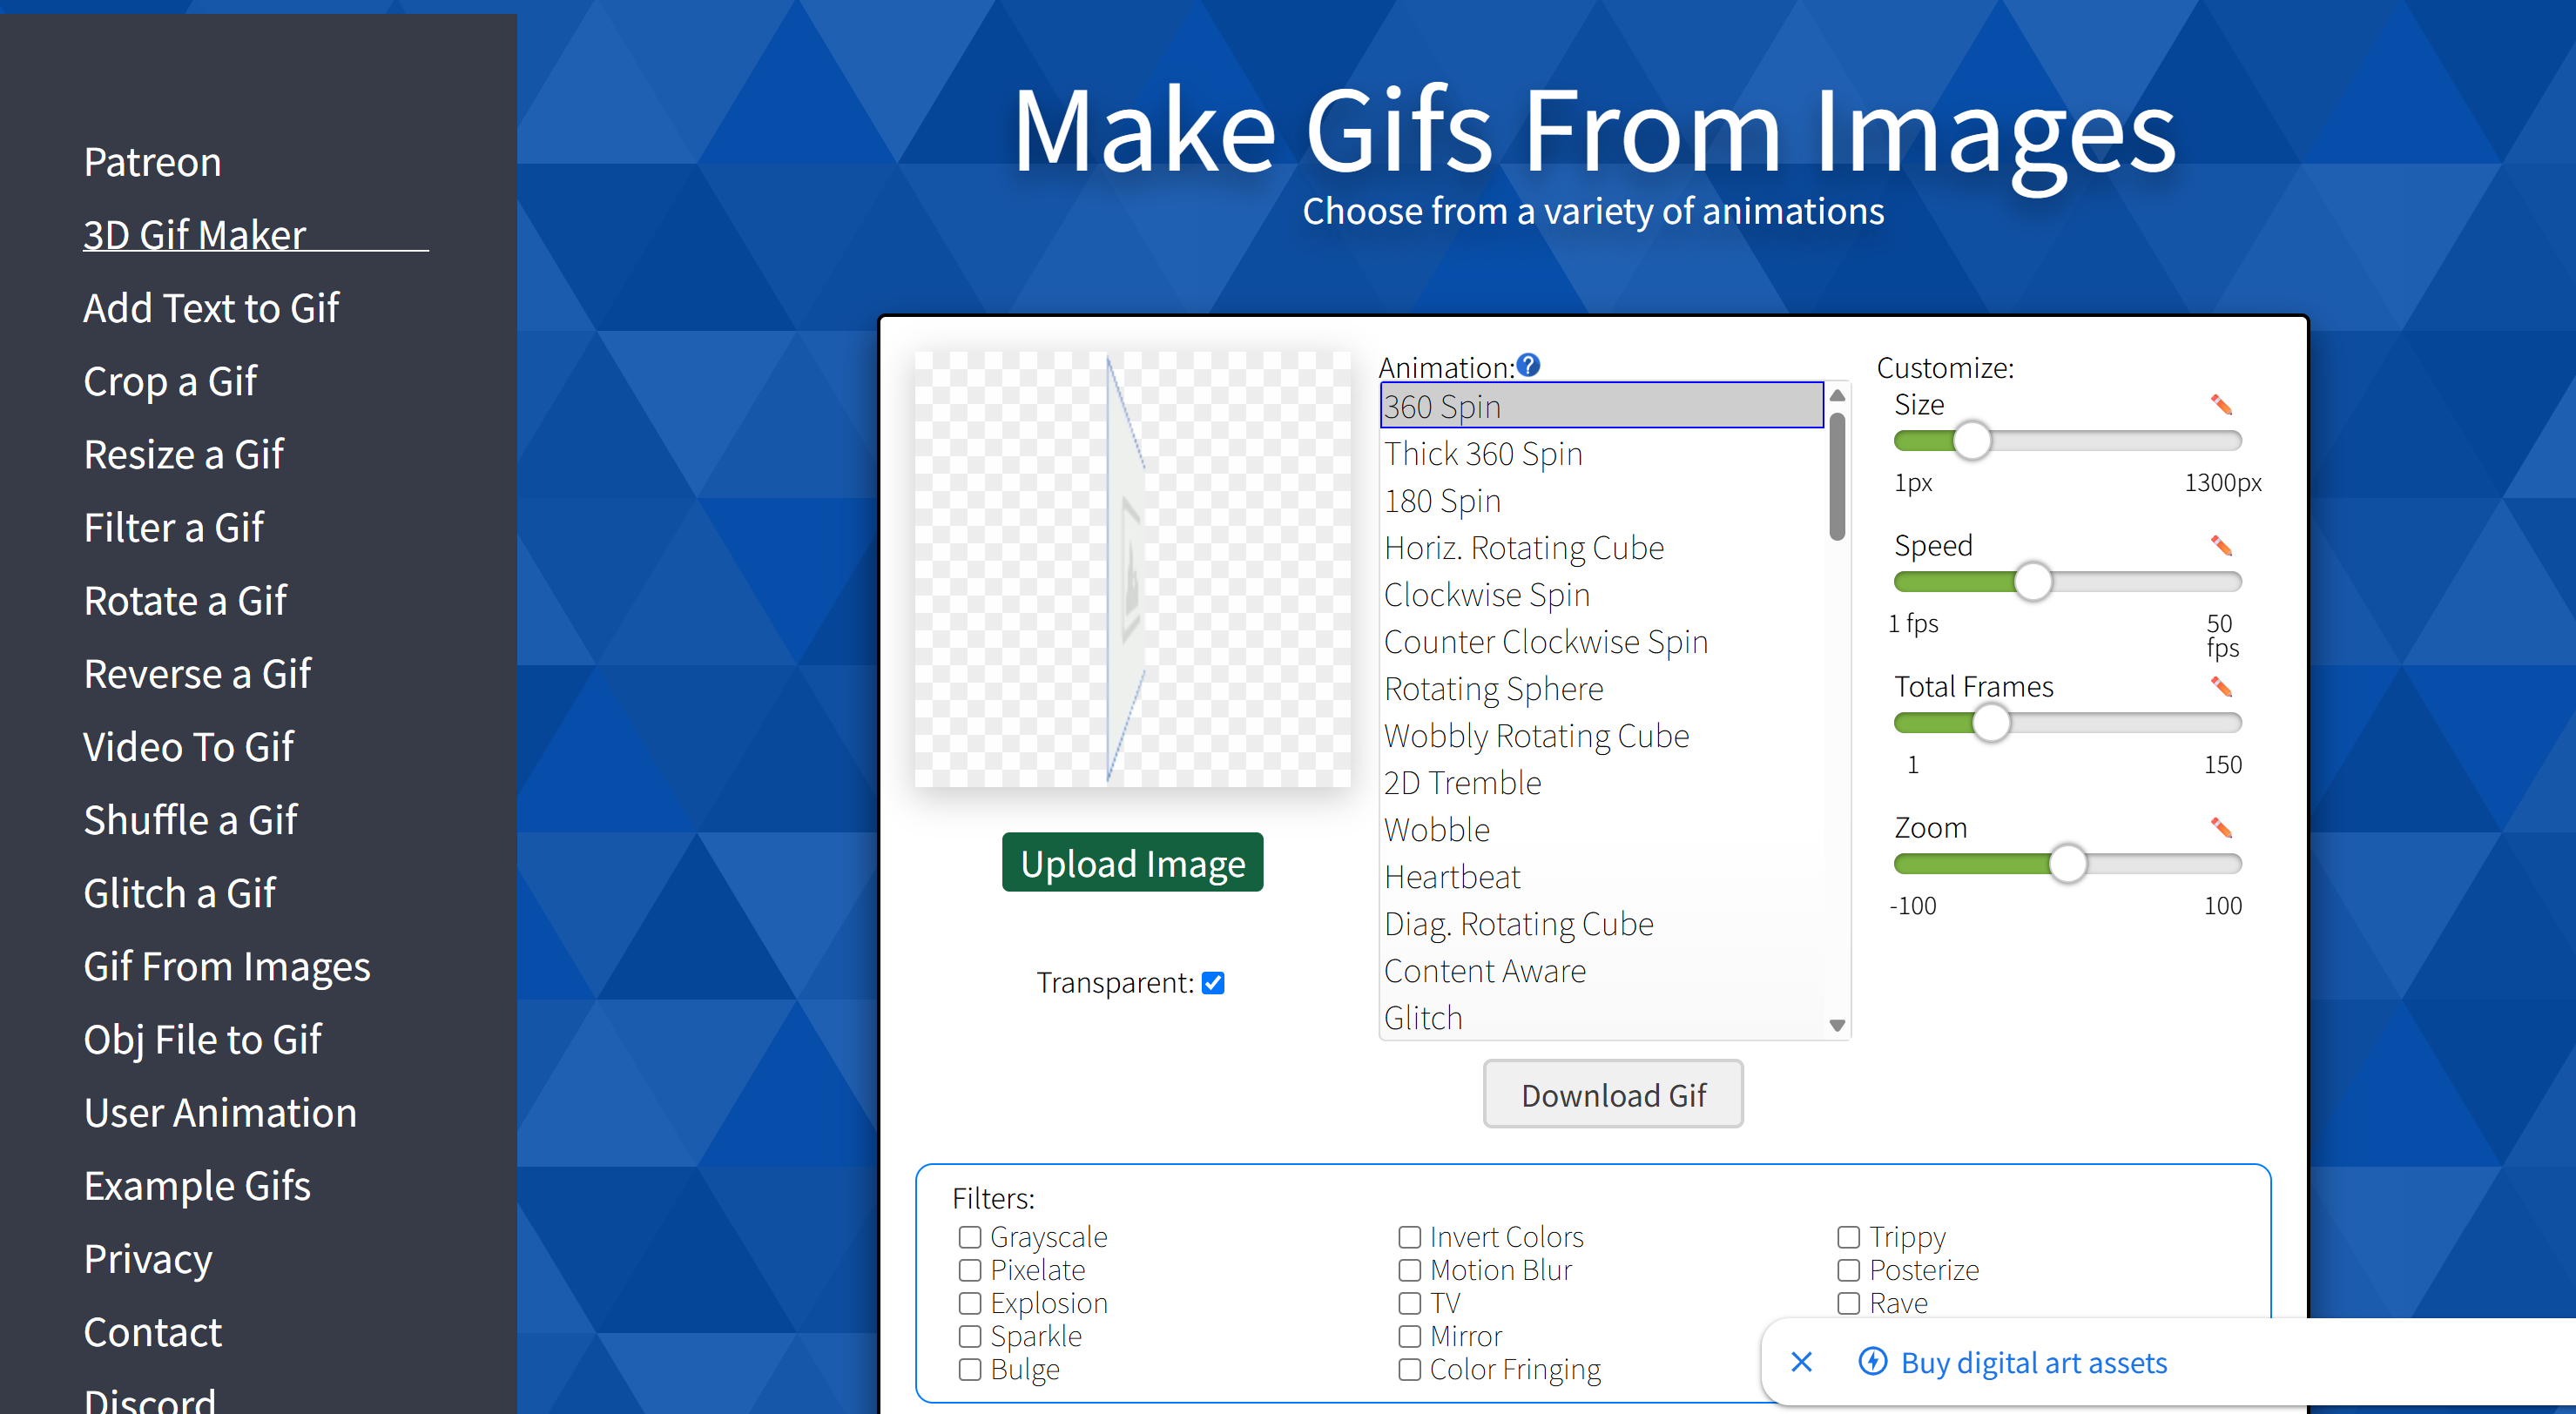 Patreon
3D Gif Maker
Add Text to Gif
Crop a Gif
Resize a Gif
Filter a Gif
Rotate a Gif
Reverse a Gif
Video To Gif
Shuffle a Gif
Glitch a Gif
Gif From Images
Obj File to Gif
User Animation
Example Gifs
Privacy
Contact
Discord
Make Gifs From Images
Choose from a variety of animations
Upload Image
Transparent:
Animation:
360 Spin
Thick 360 Spin
180 Spin
Horiz. Rotating Cube
Clockwise Spin
Counter Clockwise Spin
Rotating Sphere
Wobbly Rotating Cube
2D Tremble
Wobble
Heartbeat
Diag. Rotating Cube
Content Aware
Glitch
Customize:
Size
1px 1300px
Speed
1 fps 50 fps
Total Frames
1 150
Zoom
-100 100
Download Gif
Filters:
Grayscale Invert Colors Trippy
Pixelate Motion Blur Posterize
Explosion TV Rave
Sparkle Mirror
Bulge Color Fringing
Buy digital art assets